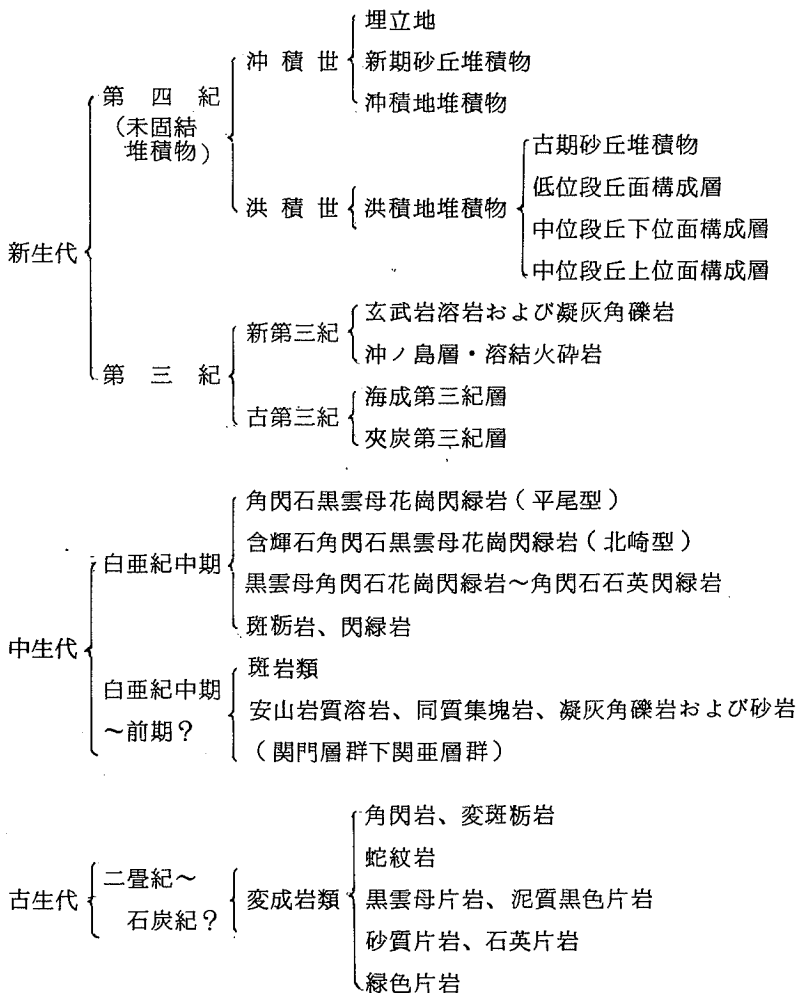 新生代
第四紀
(未固結
堆積物)
沖積世
埋立地
新期砂丘堆積物
沖積地堆積物
洪積世
洪積地堆積物
古期砂丘堆積物
低位段丘面構成層
中位段丘下位面構成層
中位段丘上位面構成層
第三紀
新第三紀
玄武岩溶岩および凝灰角礫岩
沖ノ島層・溶結火砕岩
古第三紀
海成第三紀層
夾炭第三紀層
中生代
白亜紀中期
角閃石黒雲母花崗閃緑岩(平尾型)
含輝石角閃石黒雲母花崗閃緑岩(北崎型)
黒雲母角閃石花崗閃緑岩~角閃石石英閃緑岩
斑粝岩、閃緑岩
白亜紀中期
~前期?
斑岩類
安山岩質溶岩、同質集塊岩、凝灰角礫岩および砂岩
(関門層群下関亜層群)
古生代
二畳紀~
石炭紀?
変成岩類
角閃岩、変斑粝岩
蛇紋岩
黒雲母片岩、泥質黒色片岩
砂質片岩、石英片岩
緑色片岩